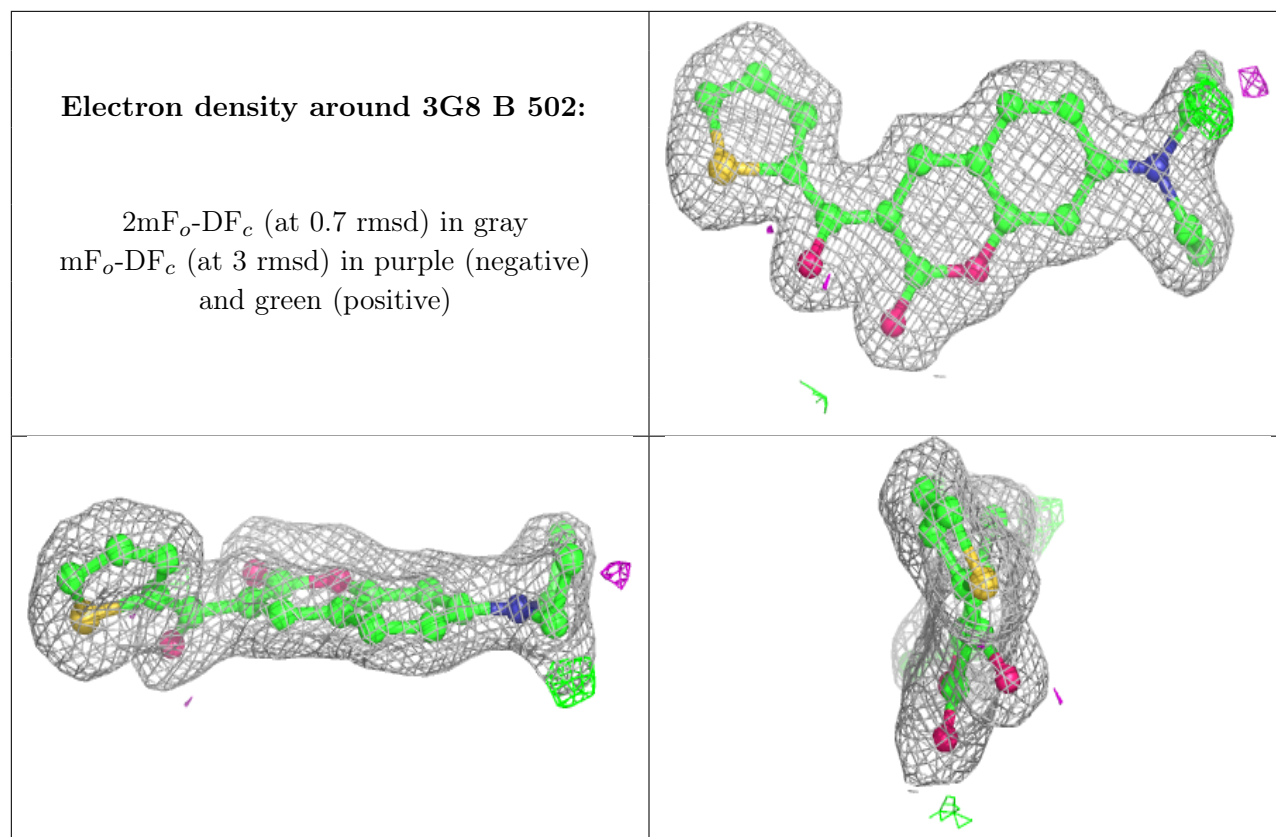 Electron density around 3G8 B 502:
2mFo-DFc (at 0.7 rmsd) in gray
mFo-DFc (at 3 rmsd) in purple (negative)
and green (positive)